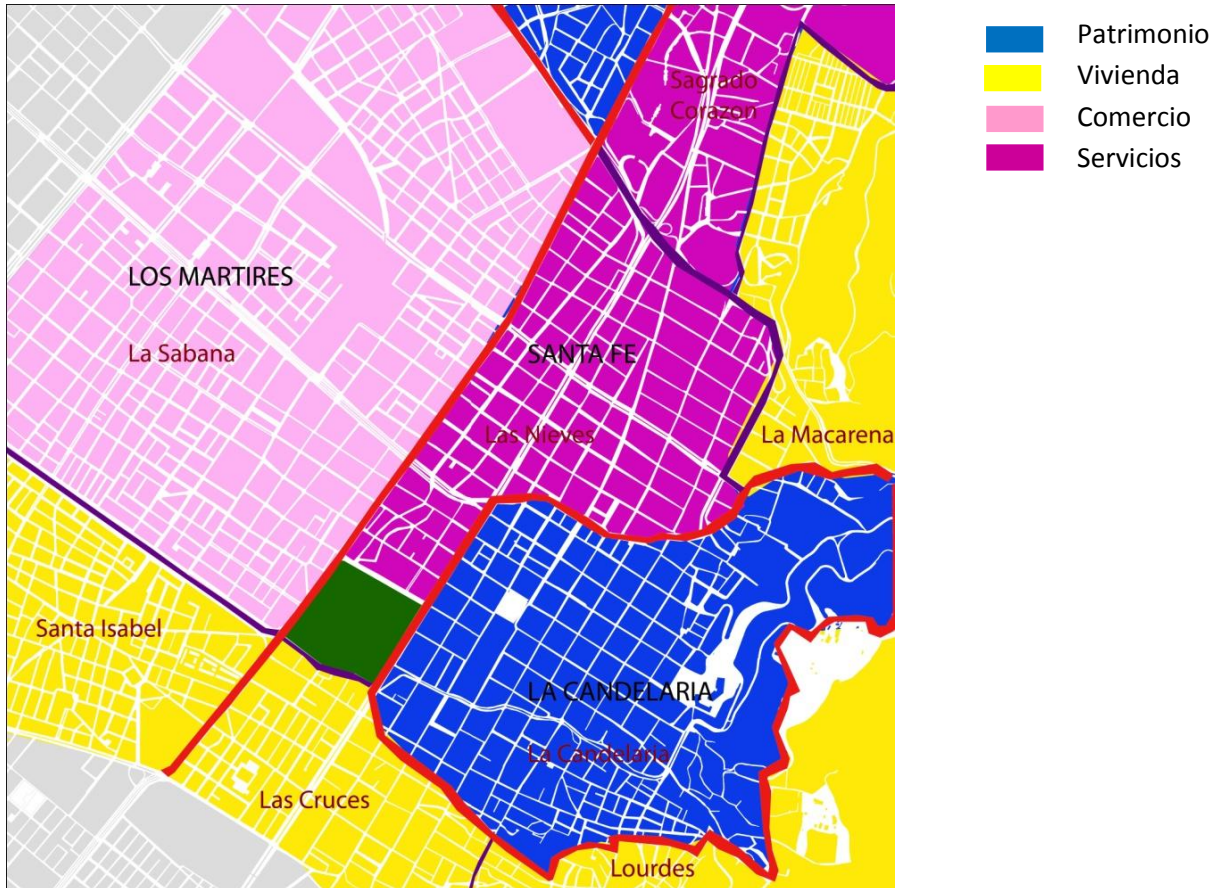 Sagrado
Corazon
LOS MARTIRES
La Sabana
SANTA FE
Las Nieves
La Macarena
Santa Isabel
LA CANDELARIA
La Candelaria
Las Cruces
Lourdes
Patrimonio
Vivienda
Comercio
Servicios